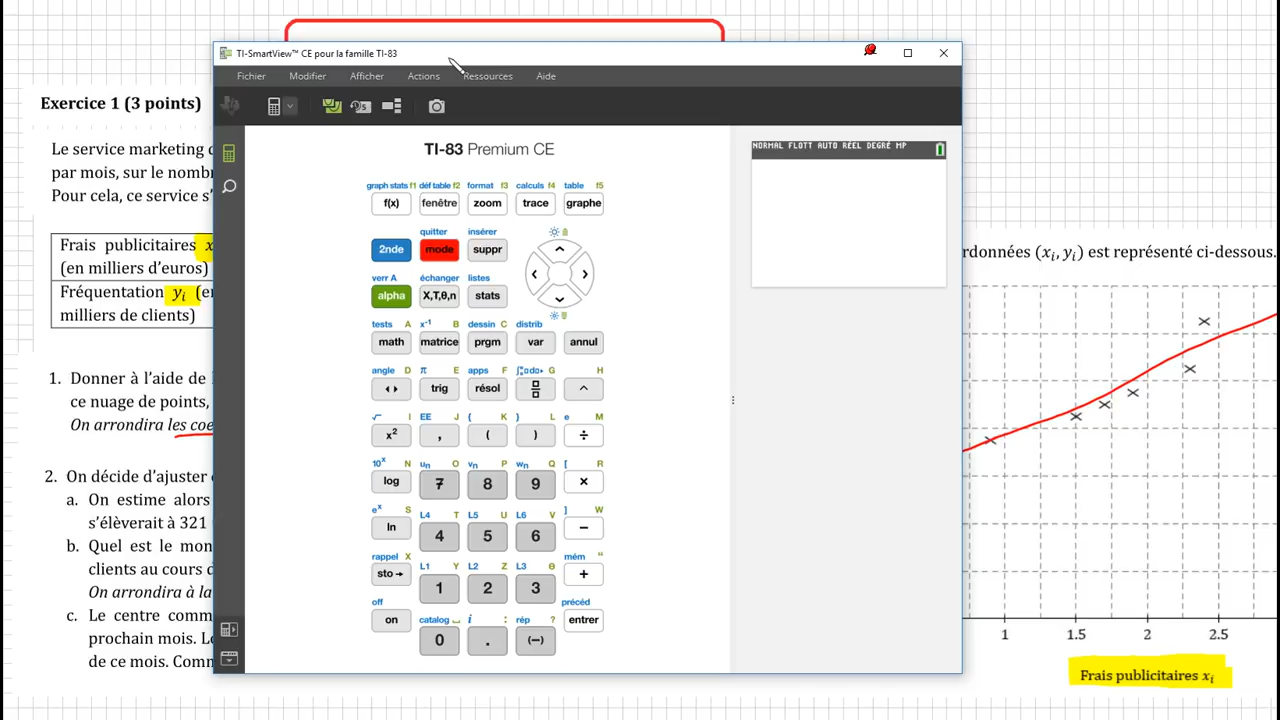 TI-SmartView™ CE pour la famille TI-83
Fichier Modifier Afficher Actions Ressources Aide
TI-83 Premium CE
graph stats f1 déf table f2 format f3 calculs f4 table f5
f(x) fenêtre zoom trace graphe
quitter insérer
2nde mode suppr
verr A échanger listes
alpha X,T,θ,n stats
tests A x⁻¹ B dessin C distrib
math matrice prgm var annul
angle D π E apps F G H
trig résol ^
√ I EE J { K } L e M
x² , ( ) ÷
10ˣ N uₙ O vₙ P wₙ Q [ R
log 7 8 9 ×
eˣ S L4 T L5 U L6 V ] W
ln 4 5 6 −
rappel X L1 Y L2 Z L3 θ mém "
sto→ 1 2 3 +
off catalog ⎵ i : rép ? précéd
on 0 . (−) entrer
NORMAL FLOTT AUTO RÉEL DEGRÉ MP
Exercice 1 (3 points)
Le service marketing
par mois, sur le nomb
Pour cela, ce service s'
Frais publicitaires x
(en milliers d'euros)
Fréquentation yᵢ (en
milliers de clients)
1. Donner à l'aide de
ce nuage de points,
On arrondira les coe
2. On décide d'ajuster
a. On estime alors
s'élèverait à 321
b. Quel est le mon
clients au cours d
On arrondira à la
c. Le centre comm
prochain mois. L
de ce mois. Comm
rdonnées (xᵢ, yᵢ) est représenté ci-dessous.
1 1.5 2 2.5
Frais publicitaires xᵢ